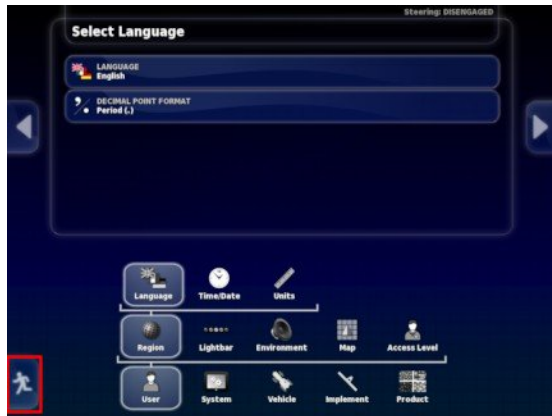 Steering: DISENGAGED
Select Language
LANGUAGE
English
DECIMAL POINT FORMAT
Period (.)
Language Time/Date Units
Region Lightbar Environment Map Access Level
User System Vehicle Implement Product